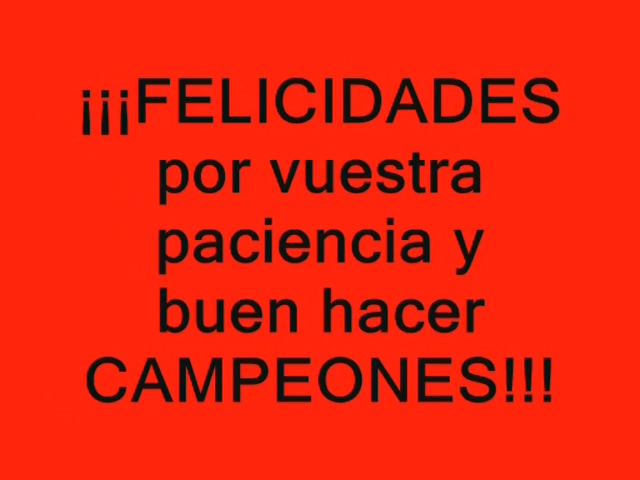 ¡¡¡FELICIDADES
por vuestra
paciencia y
buen hacer
CAMPEONES!!!